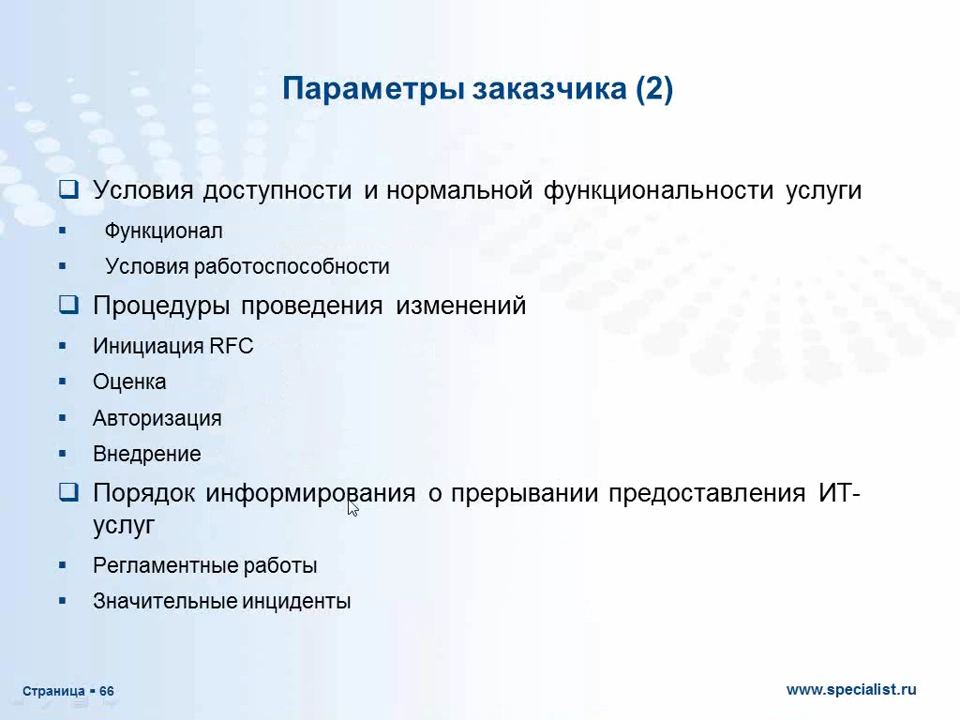 Параметры заказчика (2)
Условия доступности и нормальной функциональности услуги
Функционал
Условия работоспособности
Процедуры проведения изменений
Инициация RFC
Оценка
Авторизация
Внедрение
Порядок информирования о прерывании предоставления ИТ-
услуг
Регламентные работы
Значительные инциденты
Страница ▪ 66
www.specialist.ru